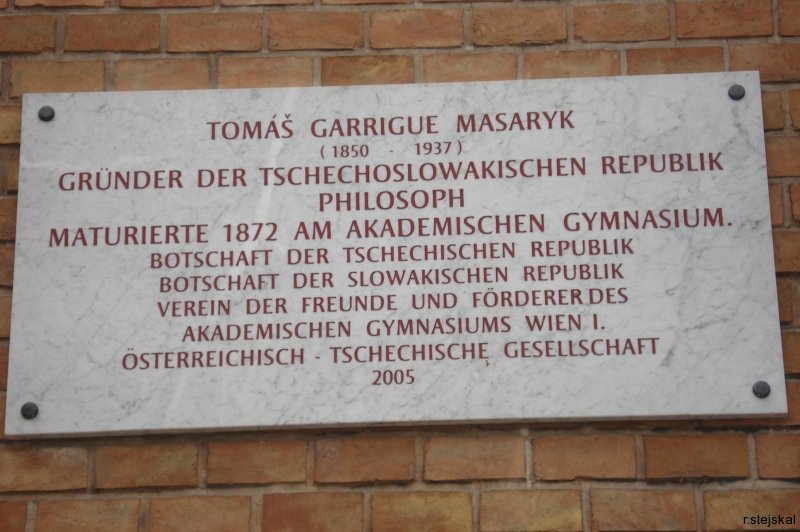 TOMÁŠ GARRIGUE MASARYK
(1850 - 1937)
GRÜNDER DER TSCHECHOSLOWAKISCHEN REPUBLIK
PHILOSOPH
MATURIERTE 1872 AM AKADEMISCHEN GYMNASIUM.
BOTSCHAFT DER TSCHECHISCHEN REPUBLIK
BOTSCHAFT DER SLOWAKISCHEN REPUBLIK
VEREIN DER FREUNDE UND FÖRDERER DES
AKADEMISCHEN GYMNASIUMS WIEN I.
ÖSTERREICHISCH - TSCHECHISCHE GESELLSCHAFT
2005
r.stejskal